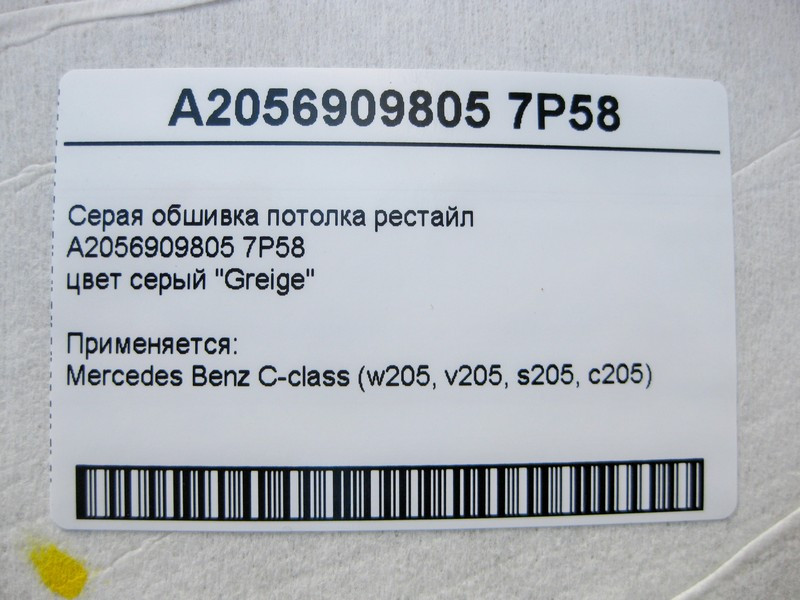 A2056909805 7P58
Серая обшивка потолка рестайл
A2056909805 7P58
цвет серый "Greige"
Применяется:
Mercedes Benz C-class (w205, v205, s205, c205)